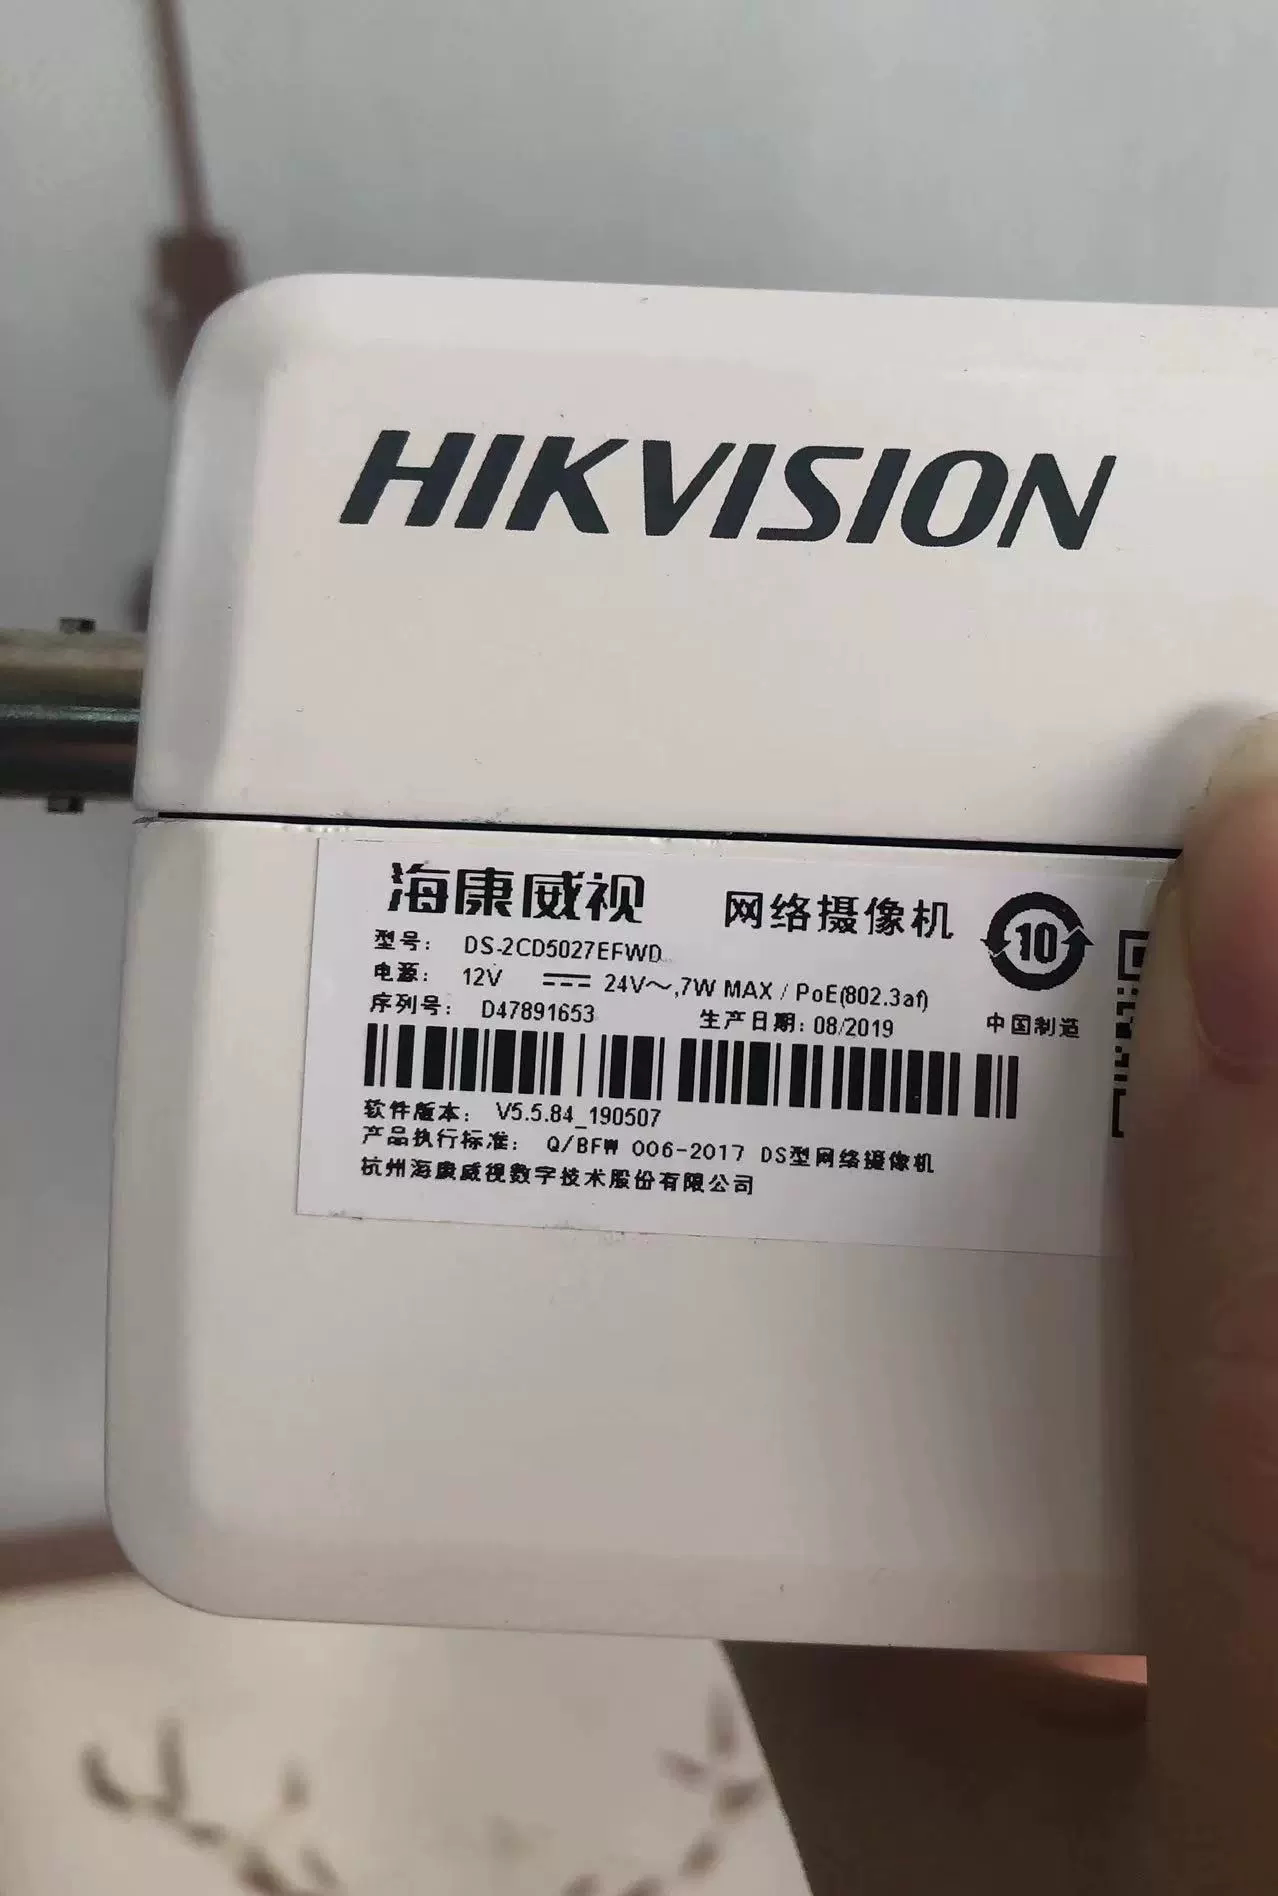 HIKVISION
海康威视 网络摄像机
10
型号: DS-2CD5027EFWD
电源: 12V ⎓ 24V~,7W MAX / PoE(802.3af)
序列号: D47891653 生产日期: 08/2019
中国制造
软件版本: V5.5.84_190507
产品执行标准: Q/BFW 006-2017 DS型网络摄像机
杭州海康威视数字技术股份有限公司